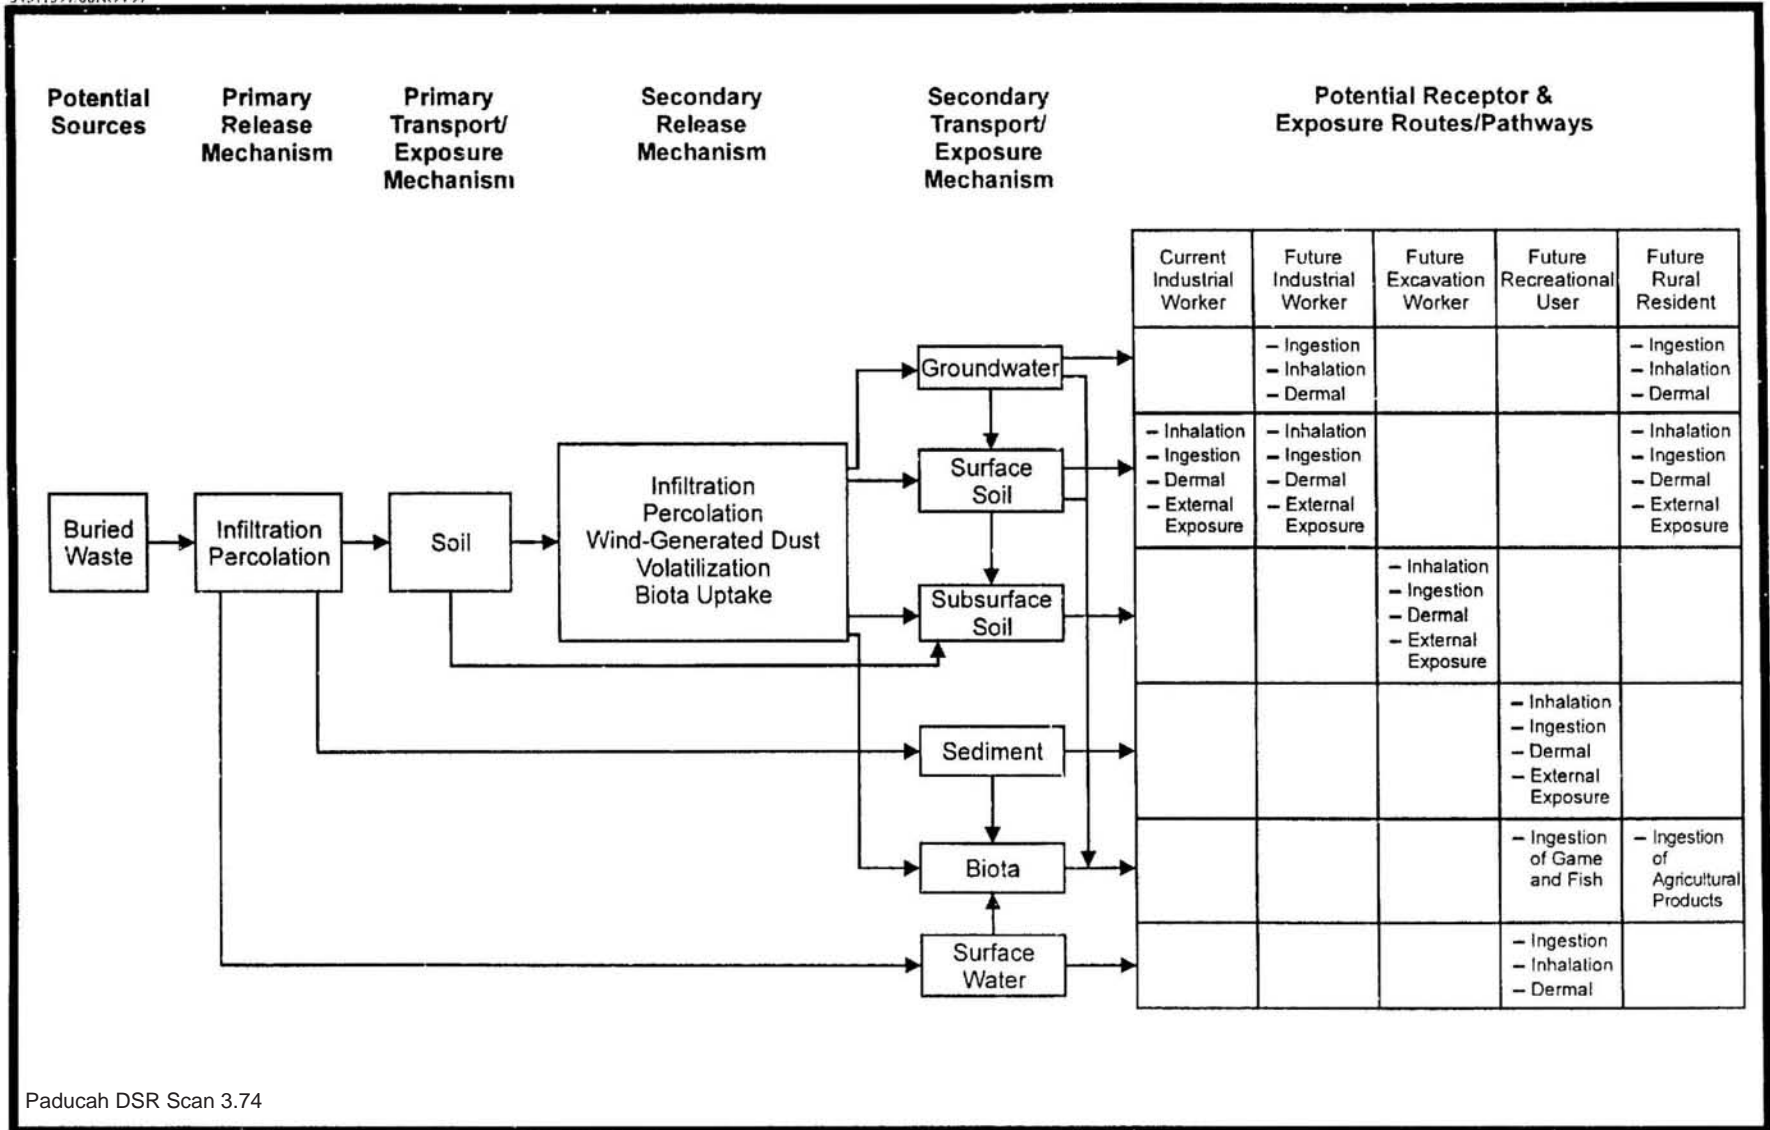 Potential
Sources
Primary
Release
Mechanism
Primary
Transport/
Exposure
Mechanism
Secondary
Release
Mechanism
Secondary
Transport/
Exposure
Mechanism
Potential Receptor &
Exposure Routes/Pathways
Current
Industrial
Worker
Future
Industrial
Worker
Future
Excavation
Worker
Future
Recreational
User
Future
Rural
Resident
Buried
Waste
Infiltration
Percolation
Soil
Infiltration
Percolation
Wind-Generated Dust
Volatilization
Biota Uptake
Groundwater
– Ingestion
– Inhalation
– Dermal
– Ingestion
– Inhalation
– Dermal
Surface
Soil
– Inhalation
– Ingestion
– Dermal
– External
Exposure
– Inhalation
– Ingestion
– Dermal
– External
Exposure
– Inhalation
– Ingestion
– Dermal
– External
Exposure
Subsurface
Soil
– Inhalation
– Ingestion
– Dermal
– External
Exposure
Sediment
– Inhalation
– Ingestion
– Dermal
– External
Exposure
Biota
– Ingestion
of Game
and Fish
– Ingestion
of
Agricultural
Products
Surface
Water
– Ingestion
– Inhalation
– Dermal
Paducah DSR Scan 3.74